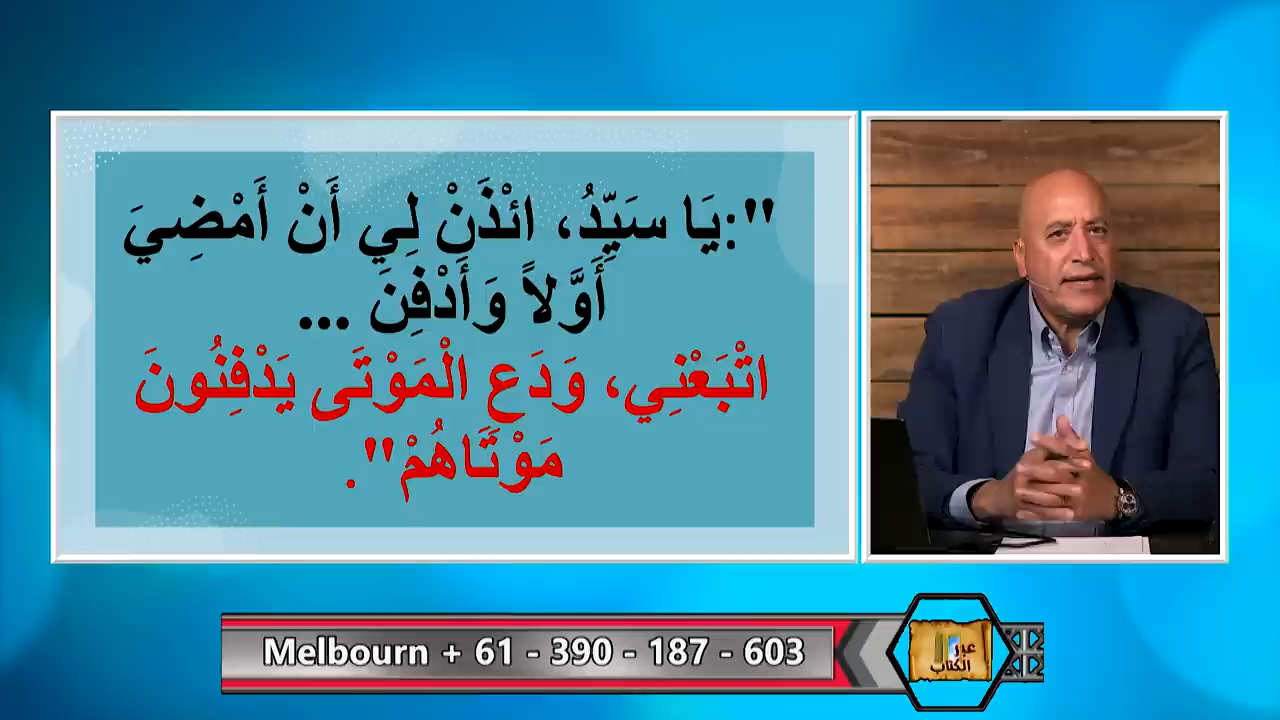 ":يَا سَيِّدُ، ائْذَنْ لِي أَنْ أَمْضِيَ
أَوَّلاً وَأَدْفِنَ ...
اتْبَعْنِي، وَدَعِ الْمَوْتَى يَدْفِنُونَ
مَوْتَاهُمْ".
Melbourn + 61 - 390 - 187 - 603
عبر
الكتاب